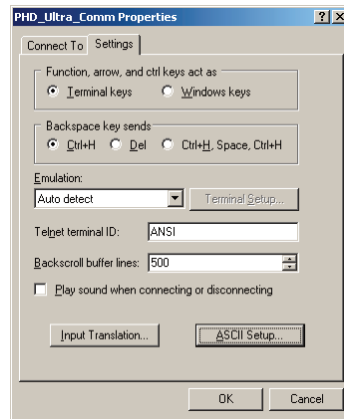 PHD_Ultra_Comm Properties
Connect To Settings
Function, arrow, and ctrl keys act as
Terminal keys Windows keys
Backspace key sends
Ctrl+H Del Ctrl+H, Space, Ctrl+H
Emulation:
Auto detect Terminal Setup...
Telnet terminal ID: ANSI
Backscroll buffer lines: 500
Play sound when connecting or disconnecting
Input Translation... ASCII Setup...
OK Cancel